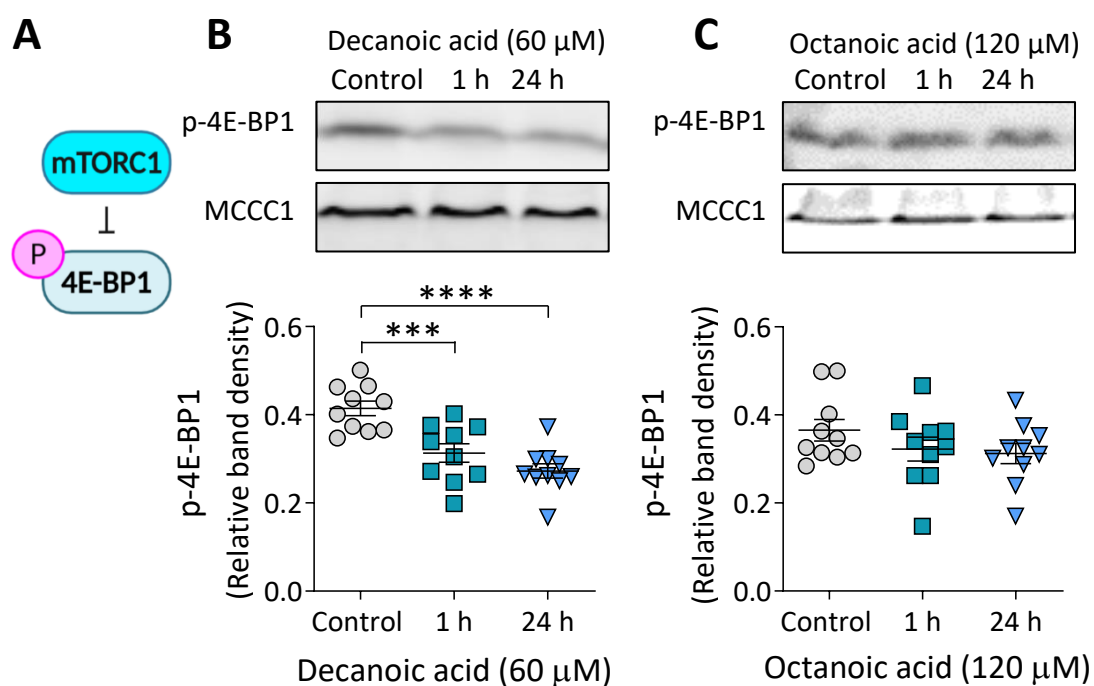 A
mTORC1
P
4E-BP1
B
Decanoic acid (60 µM)
Control 1 h 24 h
p-4E-BP1
MCCC1
****
***
p-4E-BP1
(Relative band density)
0.6
0.4
0.2
0.0
Control 1 h 24 h
Decanoic acid (60 µM)
C
Octanoic acid (120 µM)
Control 1 h 24 h
p-4E-BP1
MCCC1
p-4E-BP1
(Relative band density)
0.6
0.4
0.2
0.0
Control 1 h 24 h
Octanoic acid (120 µM)